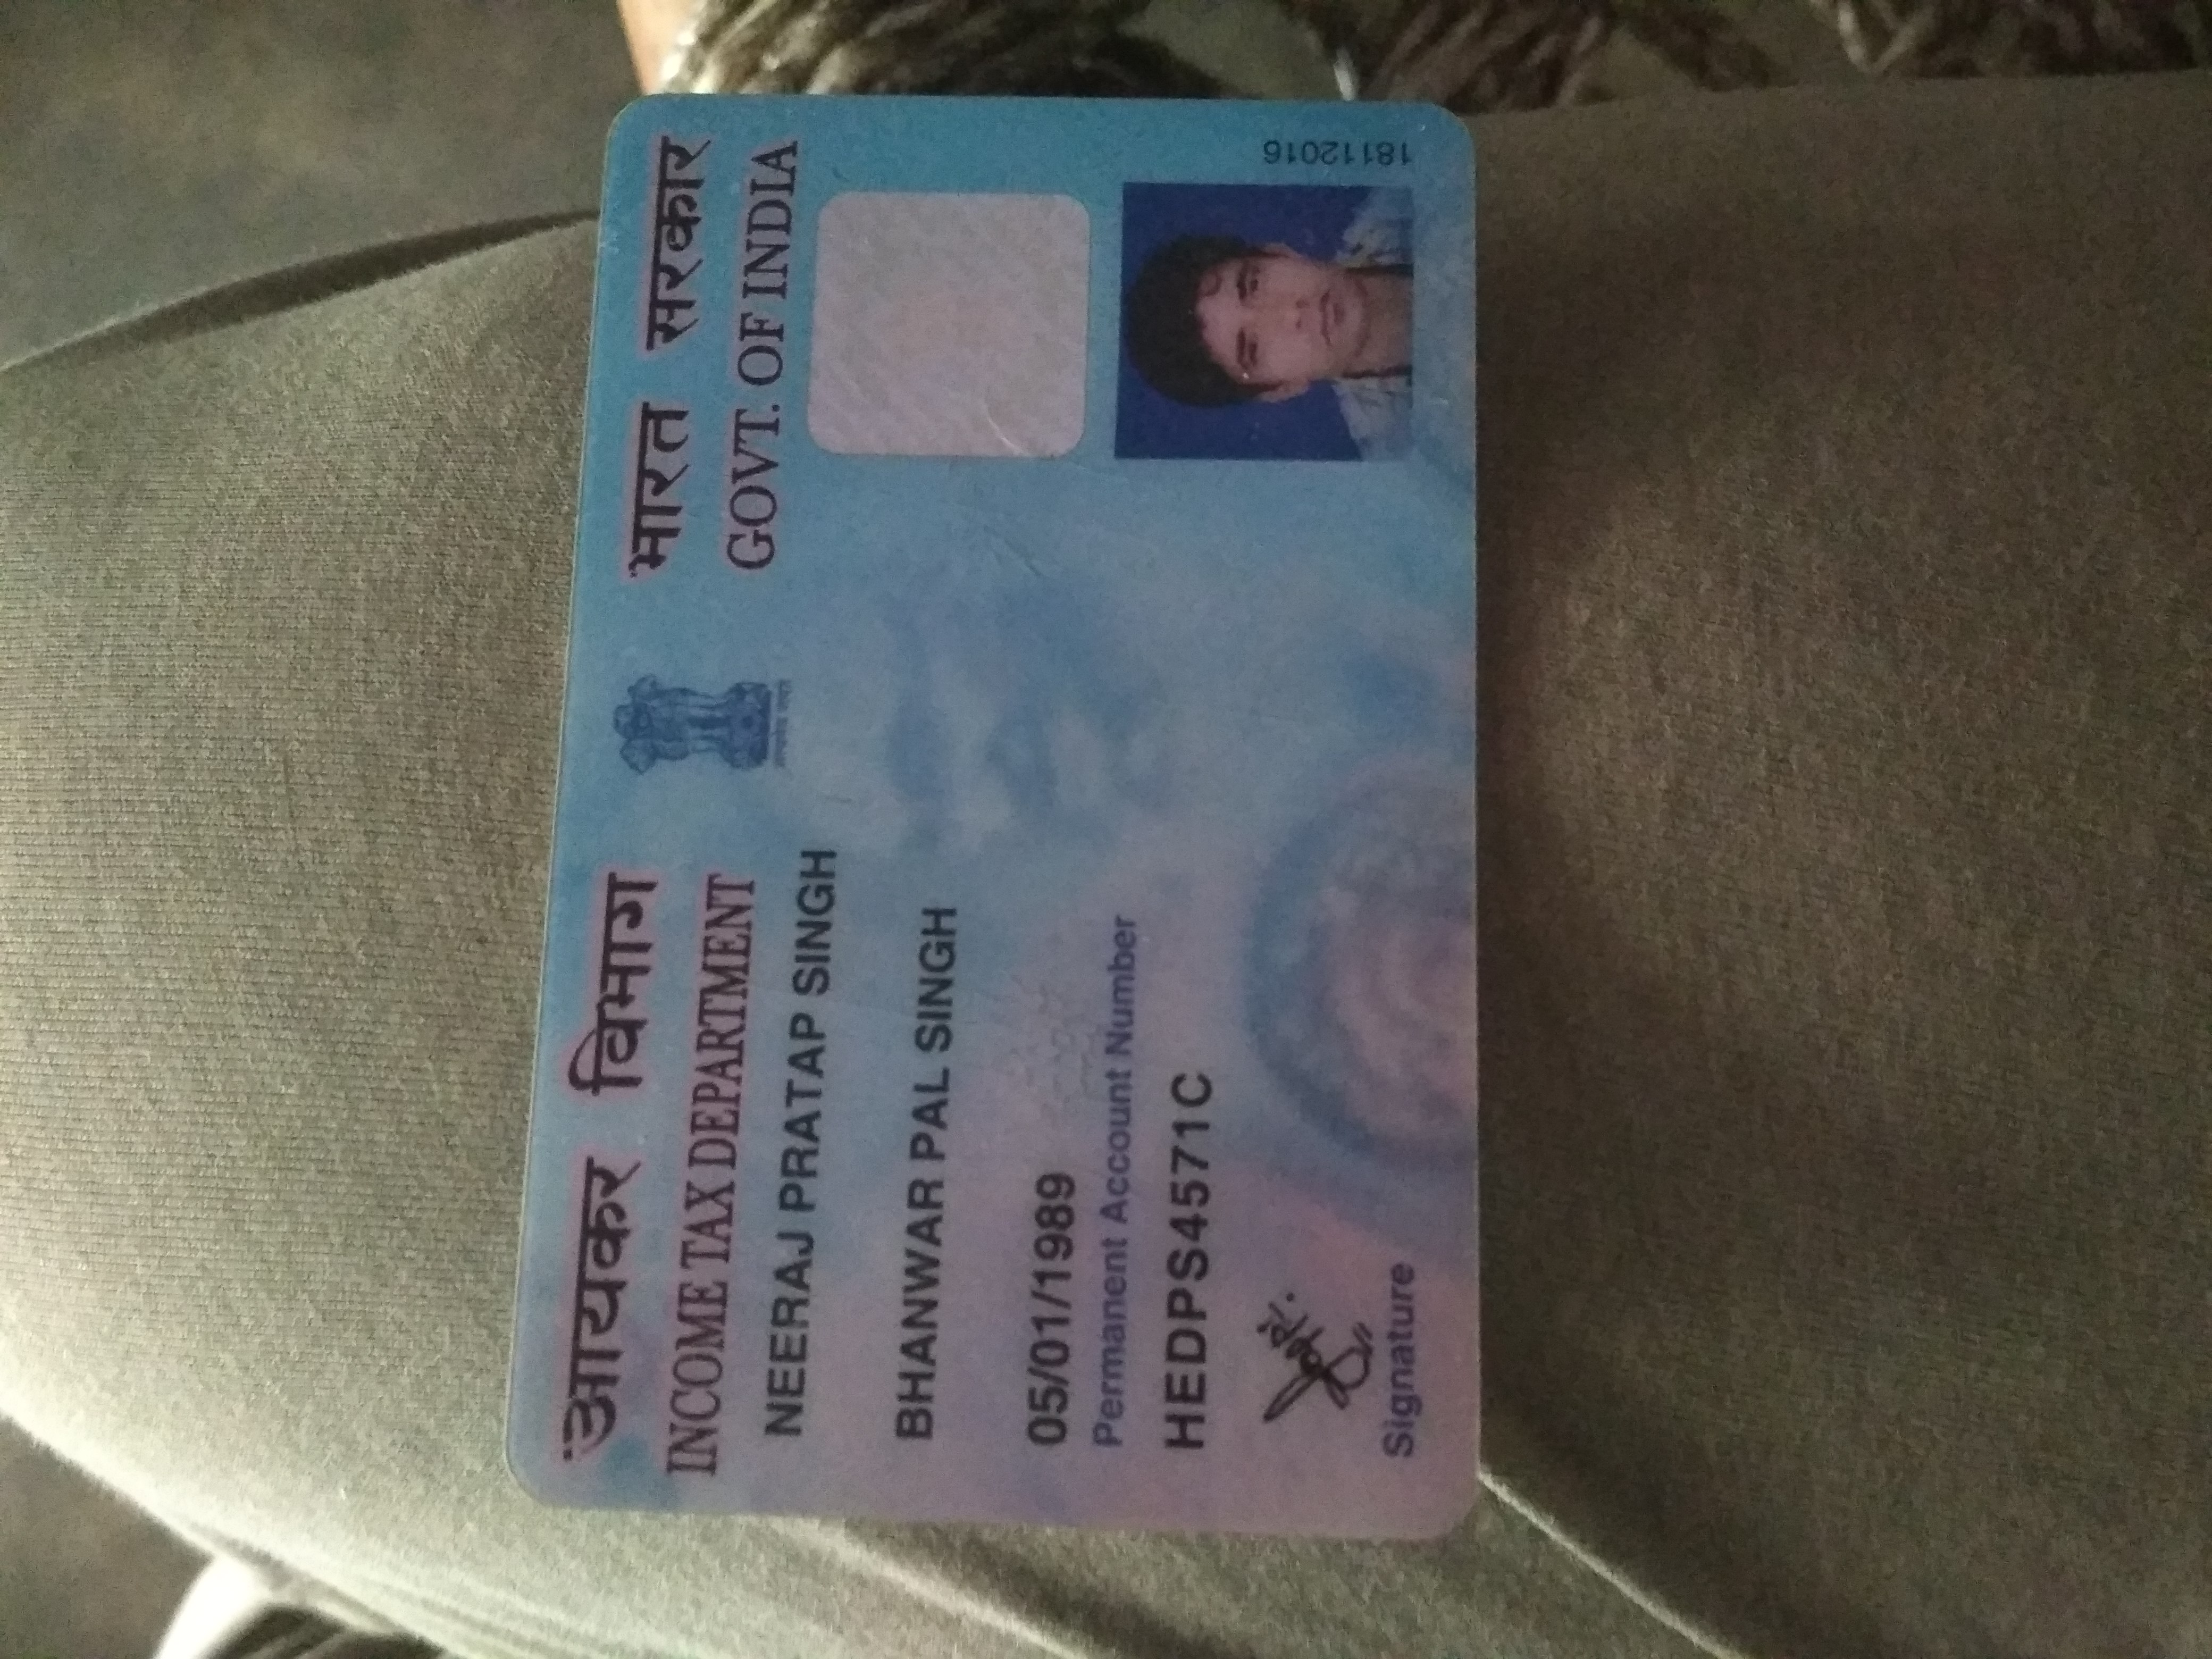 आयकर विभाग
INCOME TAX DEPARTMENT
भारत सरकार
GOVT. OF INDIA
NEERAJ PRATAP SINGH
BHANWAR PAL SINGH
05/01/1989
Permanent Account Number
HEDPS4571C
Signature
18112016